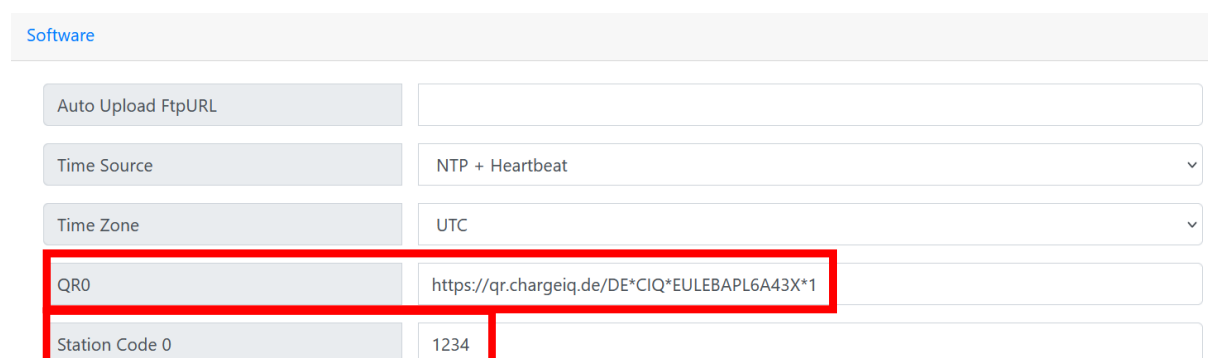 Software
Auto Upload FtpURL
Time Source NTP + Heartbeat
Time Zone UTC
QR0 https://qr.chargeiq.de/DE*CIQ*EULEBAPL6A43X*1
Station Code 0 1234